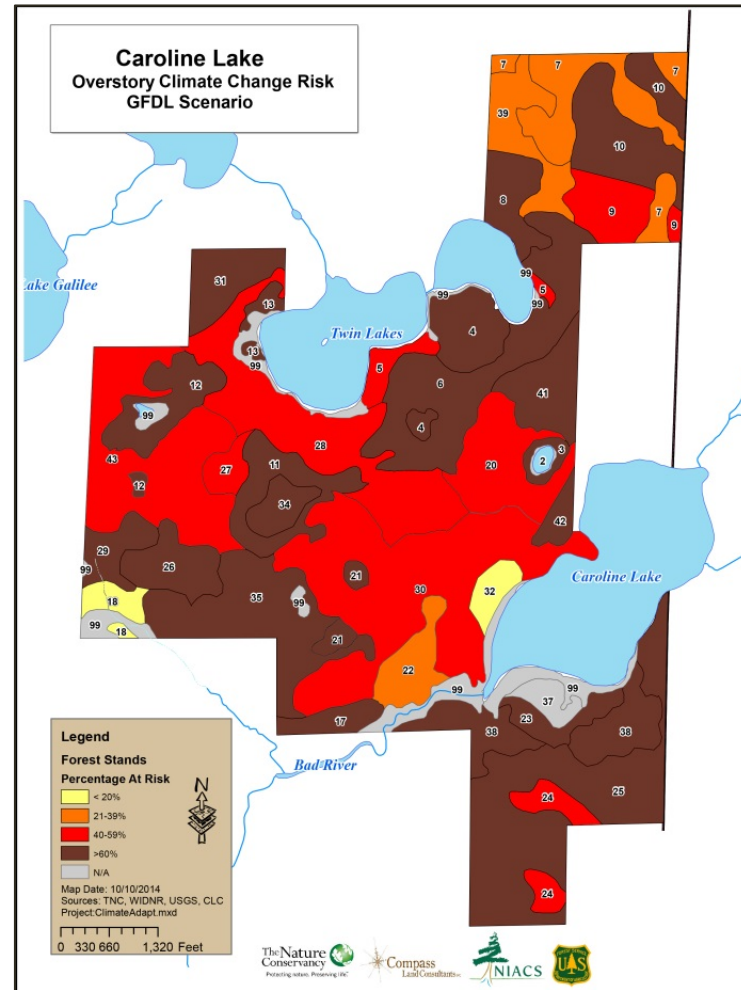 Caroline Lake
Overstory Climate Change Risk
GFDL Scenario
7
7
7
10
39
10
8
9
7
9
Lake Galilee
31
99
99
5
99
13
Twin Lakes
4
13
99
5
6
12
41
99
4
28
3
43
11
20
2
27
12
34
42
29
21
Caroline Lake
26
99
30
32
35
99
18
99
18
21
22
99
99
37
17
23
38
38
Bad River
25
24
24
Legend
Forest Stands
Percentage At Risk
N
< 20%
21-39%
40-59%
>60%
N/A
Map Date: 10/10/2014
Sources: TNC, WIDNR, USGS, CLC
Project:ClimateAdapt.mxd
0 330 660 1,320 Feet
The Nature
Conservancy
Protecting nature. Preserving life.
Compass
Land Consultants
NIACS
U S